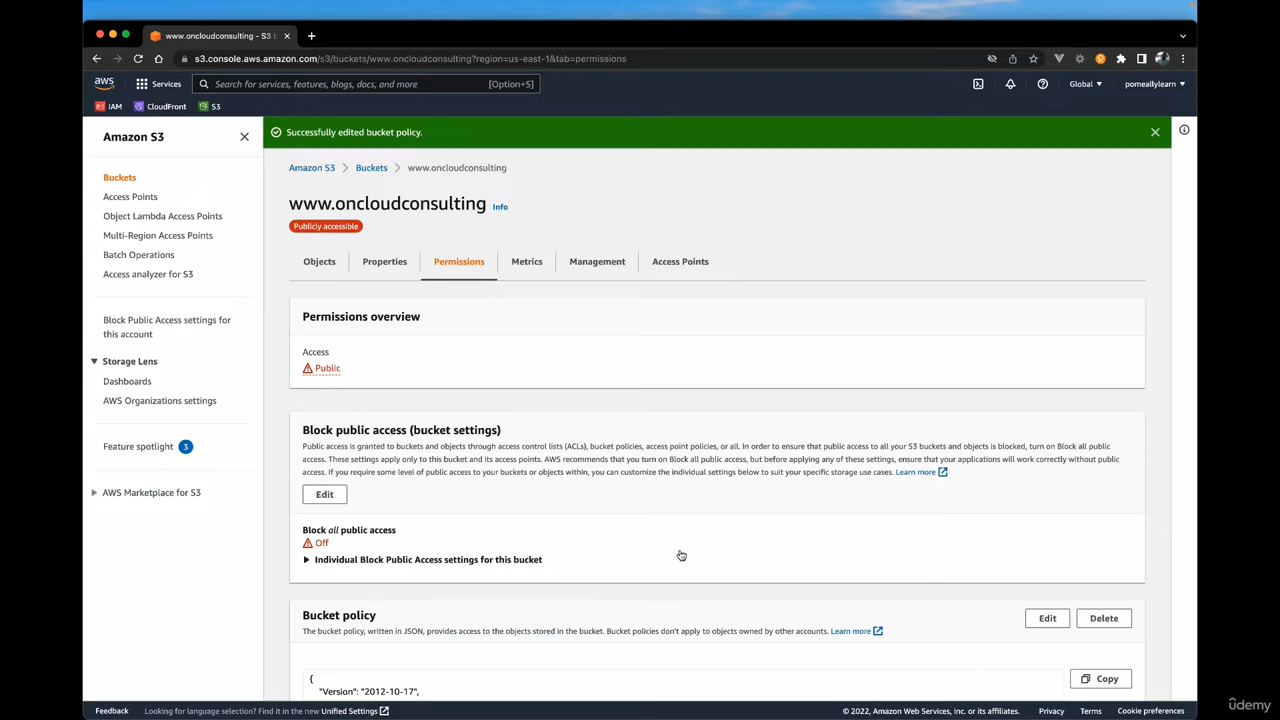 www.oncloudconsulting - S3 b
s3.console.aws.amazon.com/s3/buckets/www.oncloudconsulting?region=us-east-1&tab=permissions
aws
Services
Search for services, features, blogs, docs, and more
[Option+S]
Global
pomeallylearn
IAM
CloudFront
S3
Amazon S3
Successfully edited bucket policy.
Buckets
Access Points
Object Lambda Access Points
Multi-Region Access Points
Batch Operations
Access analyzer for S3
Block Public Access settings for
this account
Storage Lens
Dashboards
AWS Organizations settings
Feature spotlight 3
AWS Marketplace for S3
Amazon S3 Buckets www.oncloudconsulting
www.oncloudconsulting Info
Publicly accessible
Objects Properties Permissions Metrics Management Access Points
Permissions overview
Access
Public
Block public access (bucket settings)
Public access is granted to buckets and objects through access control lists (ACLs), bucket policies, access point policies, or all. In order to ensure that public access to all your S3 buckets and objects is blocked, turn on Block all public
access. These settings apply only to this bucket and its access points. AWS recommends that you turn on Block all public access, but before applying any of these settings, ensure that your applications will work correctly without public
access. If you require some level of public access to your buckets or objects within, you can customize the individual settings below to suit your specific storage use cases. Learn more
Edit
Block all public access
Off
Individual Block Public Access settings for this bucket
Bucket policy
Edit
Delete
The bucket policy, written in JSON, provides access to the objects stored in the bucket. Bucket policies don't apply to objects owned by other accounts. Learn more
{
"Version": "2012-10-17",
Copy
Feedback Looking for language selection? Find it in the new Unified Settings © 2022, Amazon Web Services, Inc. or its affiliates. Privacy Terms Cookie preferences
ûdemy